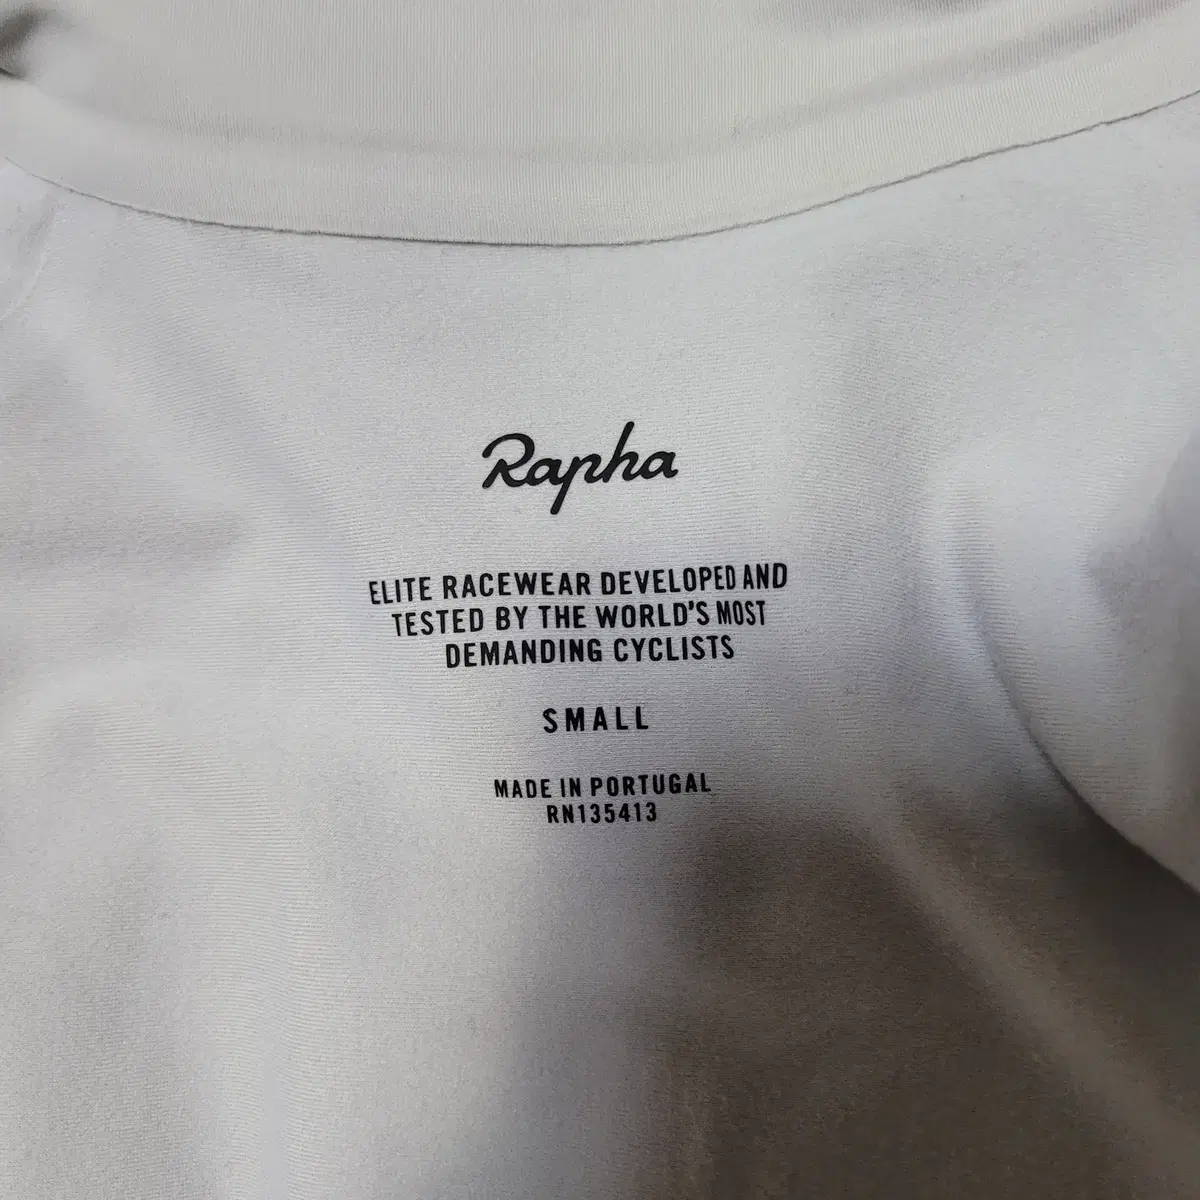 Rapha
ELITE RACEWEAR DEVELOPED AND
TESTED BY THE WORLD'S MOST
DEMANDING CYCLISTS
SMALL
MADE IN PORTUGAL
RN135413